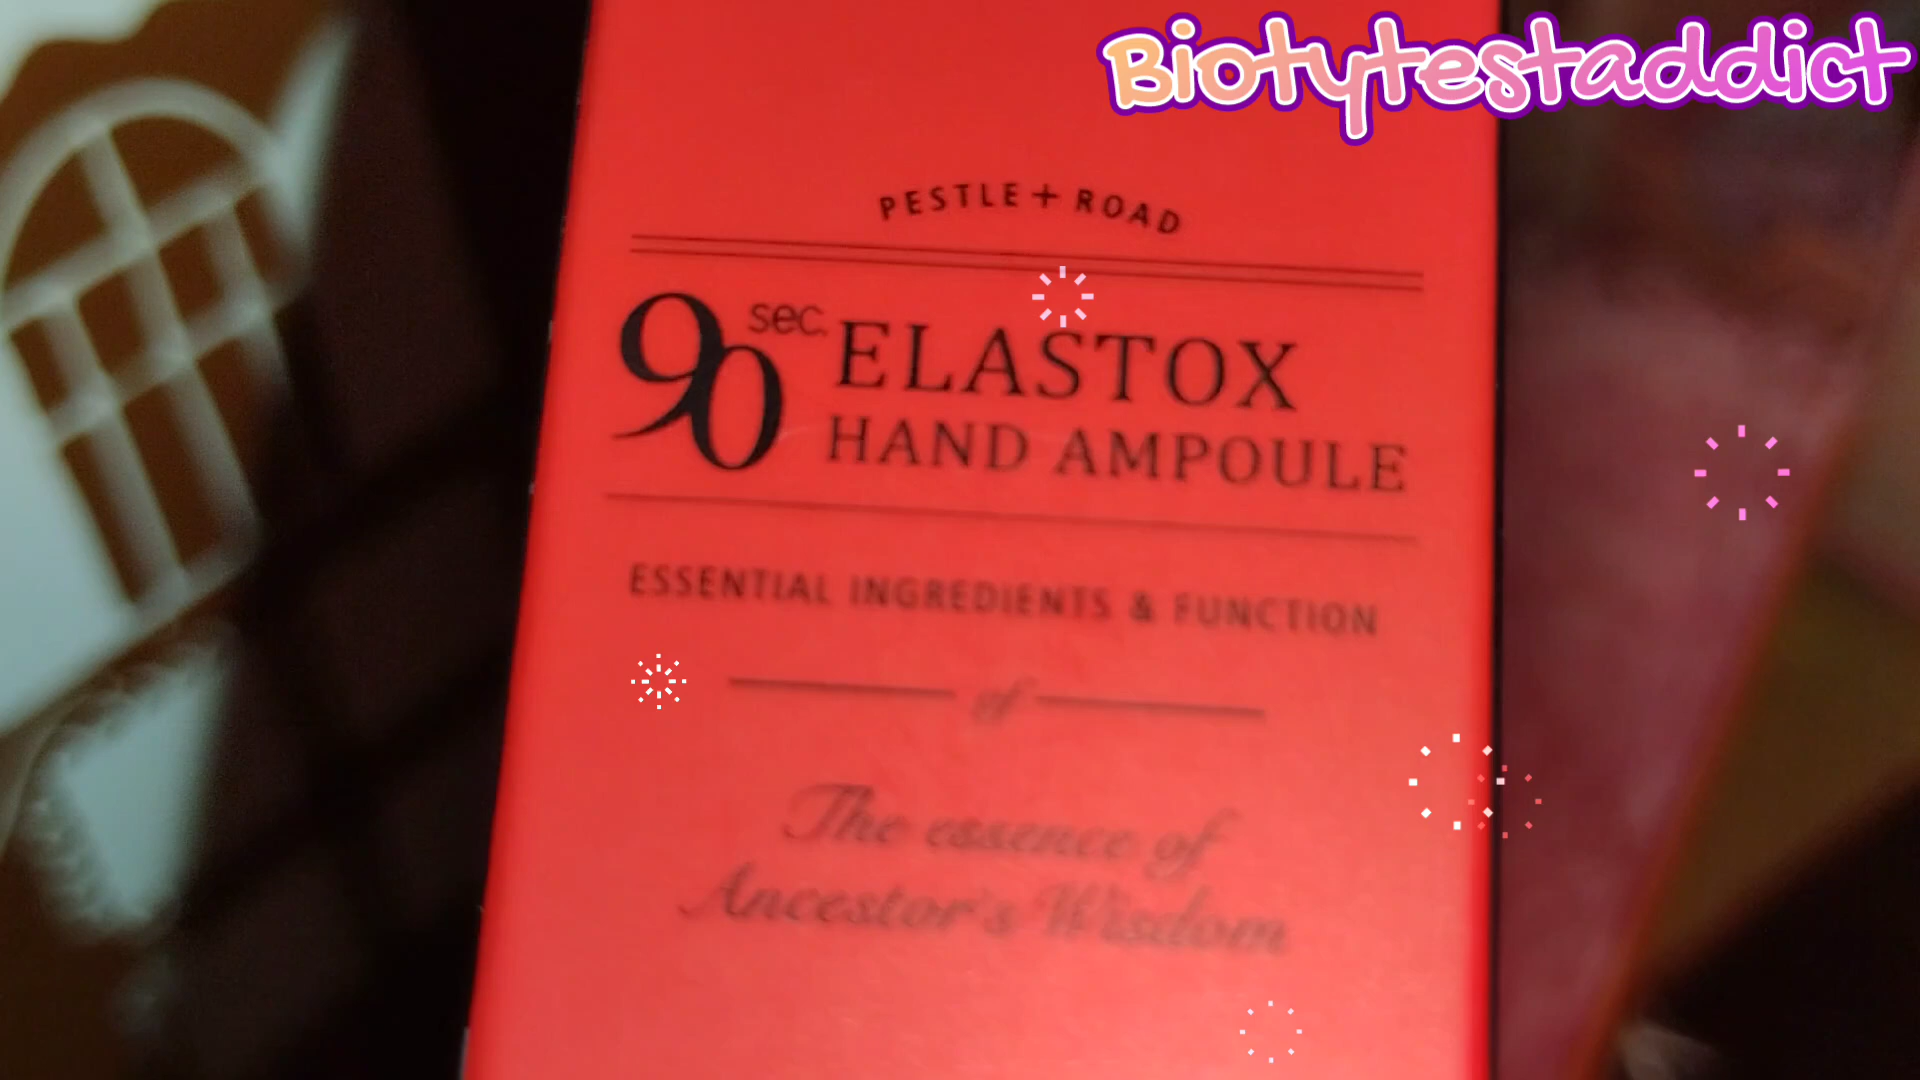 Biotytestaddict
PESTLE+ROAD
90 sec. ELASTOX
HAND AMPOULE
ESSENTIAL INGREDIENTS & FUNCTION
of
The essence of
Ancestor's Wisdom